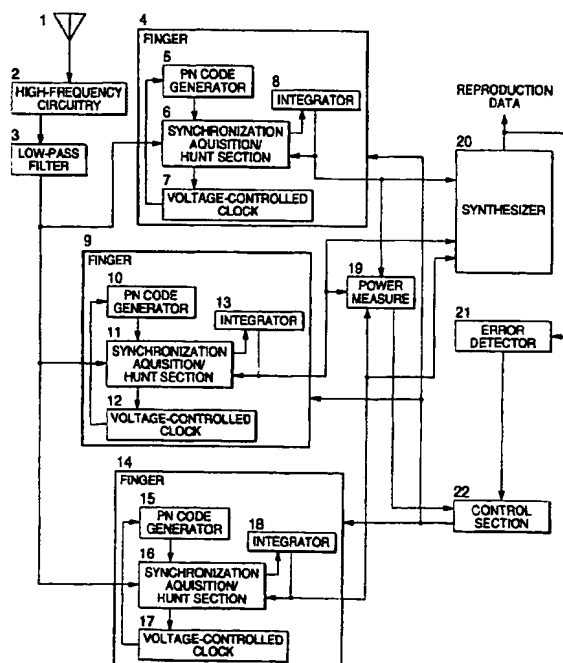 1
2
HIGH-FREQUENCY
CIRCUITRY
3
LOW-PASS
FILTER
4
FINGER
5
PN CODE
GENERATOR
6
SYNCHRONIZATION
AQUISITION/
HUNT SECTION
7
VOLTAGE-CONTROLLED
CLOCK
8
INTEGRATOR
9
FINGER
10
PN CODE
GENERATOR
11
SYNCHRONIZATION
AQUISITION/
HUNT SECTION
12
VOLTAGE-CONTROLLED
CLOCK
13
INTEGRATOR
14
FINGER
15
PN CODE
GENERATOR
16
SYNCHRONIZATION
AQUISITION/
HUNT SECTION
17
VOLTAGE-CONTROLLED
CLOCK
18
INTEGRATOR
19
POWER
MEASURE
REPRODUCTION
DATA
20
SYNTHESIZER
21
ERROR
DETECTOR
22
CONTROL
SECTION